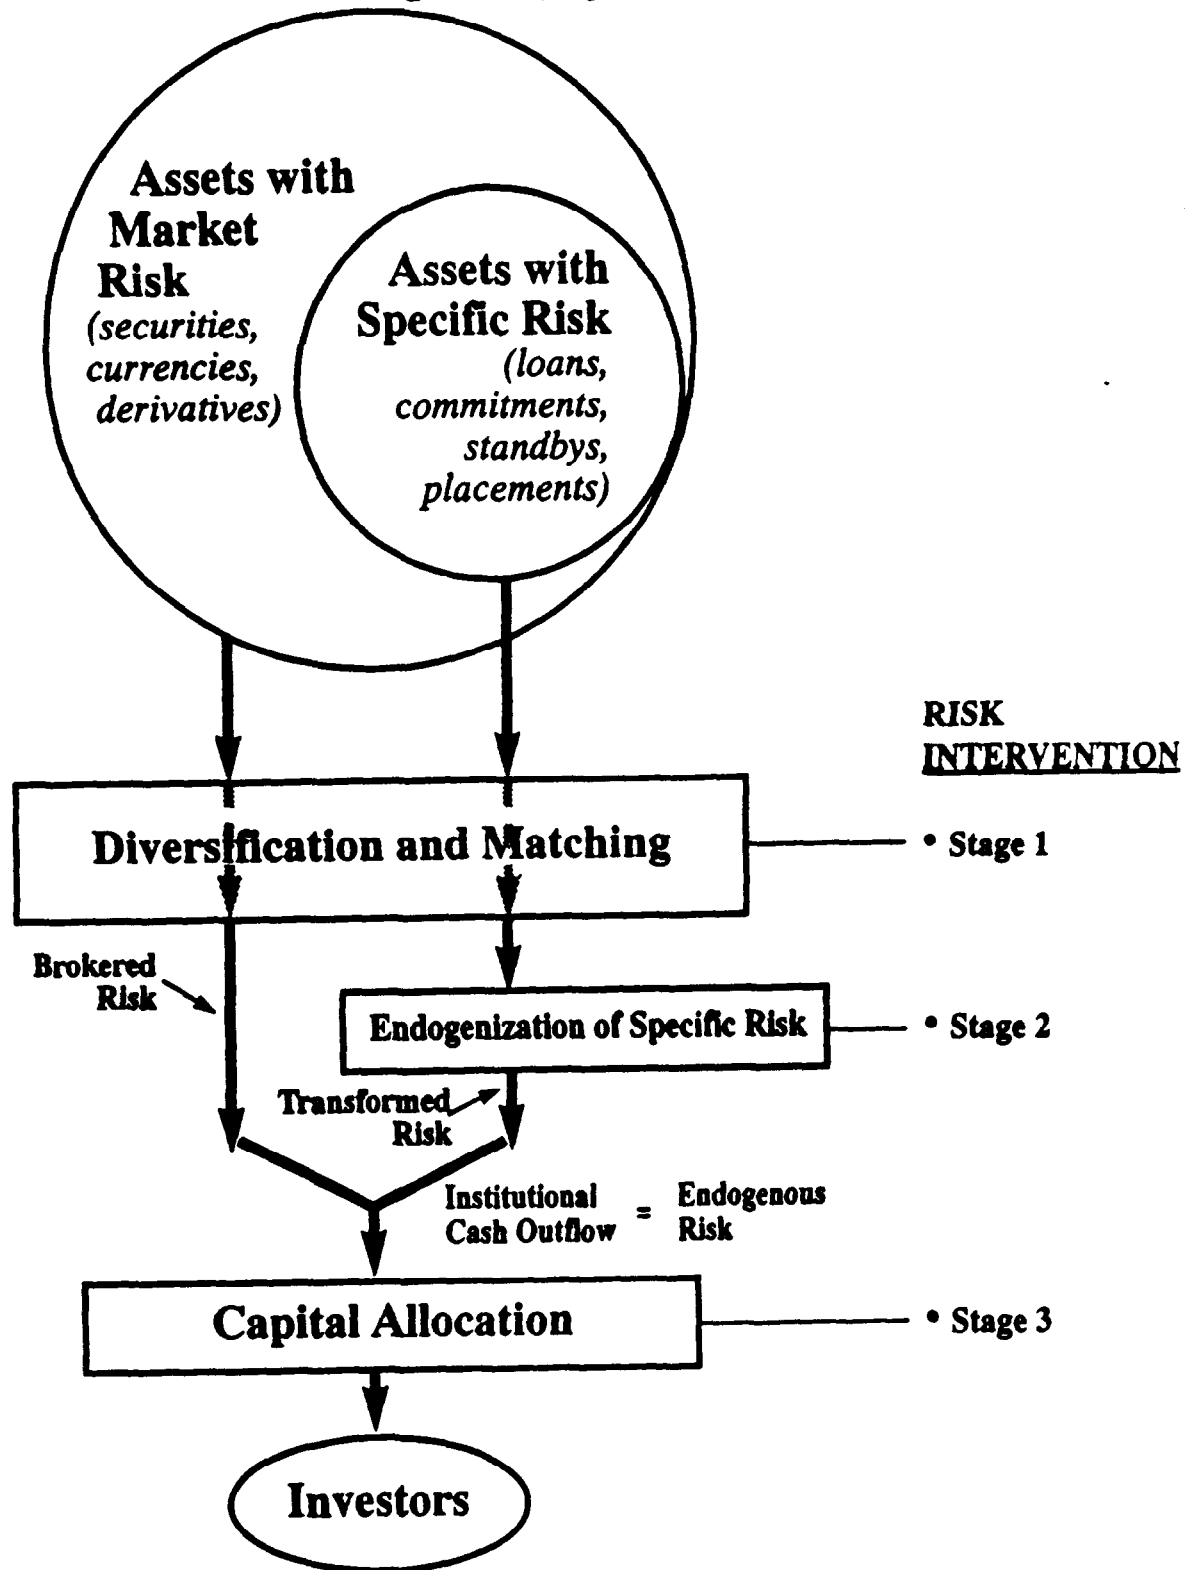 Assets with
Market
Risk
(securities,
currencies,
derivatives)
Assets with
Specific Risk
(loans,
commitments,
standbys,
placements)
RISK
INTERVENTION
Diversification and Matching
• Stage 1
Brokered
Risk
Endogenization of Specific Risk
• Stage 2
Transformed
Risk
Institutional
Cash Outflow
=
Endogenous
Risk
Capital Allocation
• Stage 3
Investors